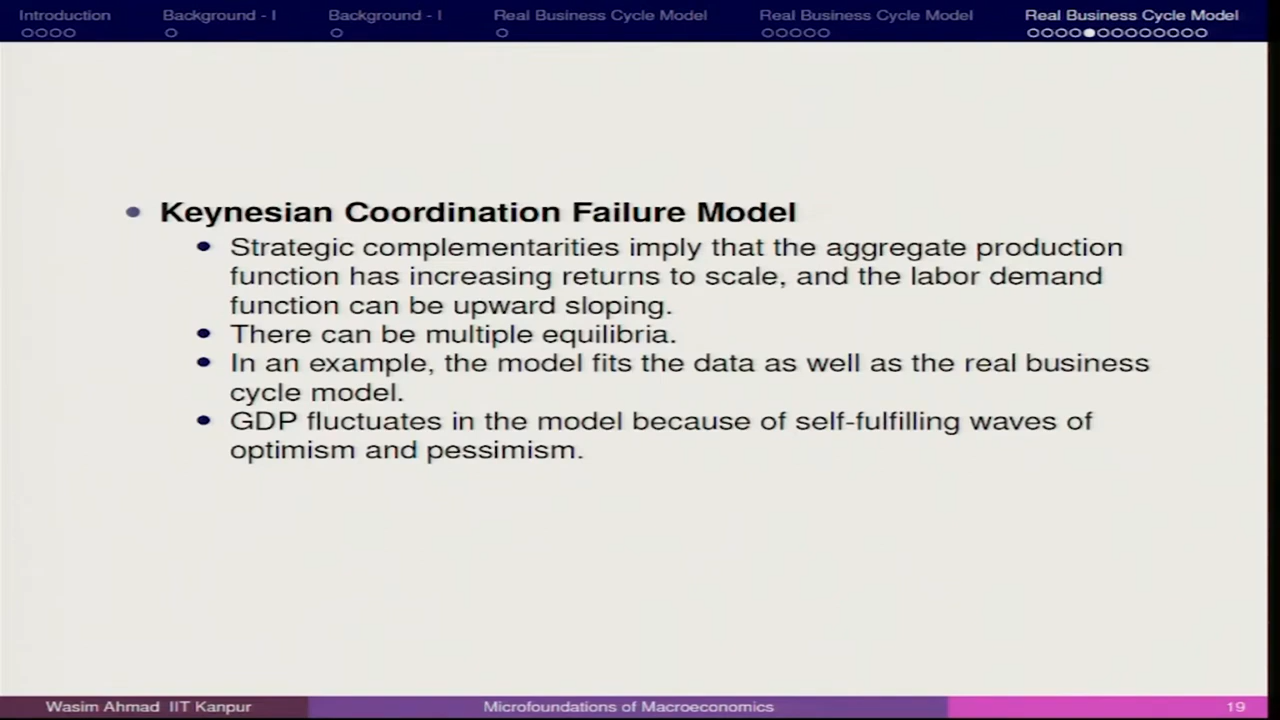 Introduction Background - I Background - I Real Business Cycle Model Real Business Cycle Model Real Business Cycle Model
• Keynesian Coordination Failure Model
• Strategic complementarities imply that the aggregate production
function has increasing returns to scale, and the labor demand
function can be upward sloping.
• There can be multiple equilibria.
• In an example, the model fits the data as well as the real business
cycle model.
• GDP fluctuates in the model because of self-fulfilling waves of
optimism and pessimism.
Wasim Ahmad IIT Kanpur Microfoundations of Macroeconomics 19